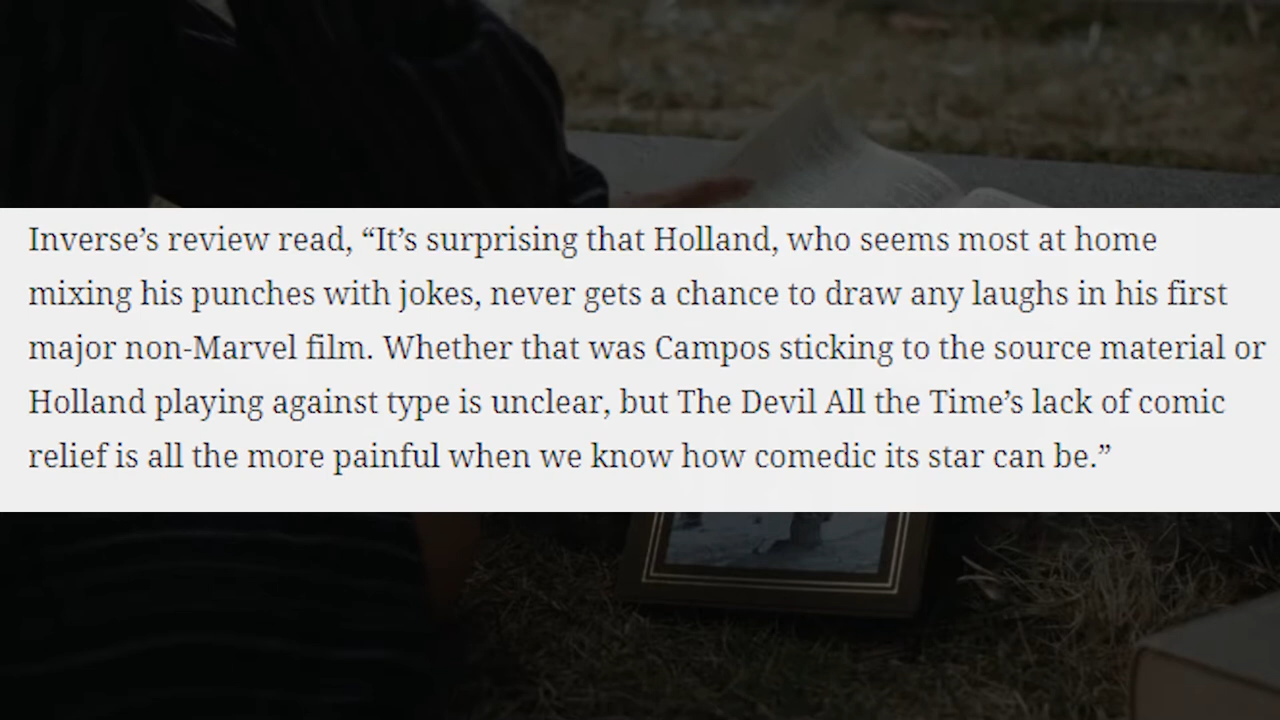 Inverse’s review read, “It’s surprising that Holland, who seems most at home
mixing his punches with jokes, never gets a chance to draw any laughs in his first
major non-Marvel film. Whether that was Campos sticking to the source material or
Holland playing against type is unclear, but The Devil All the Time’s lack of comic
relief is all the more painful when we know how comedic its star can be.”